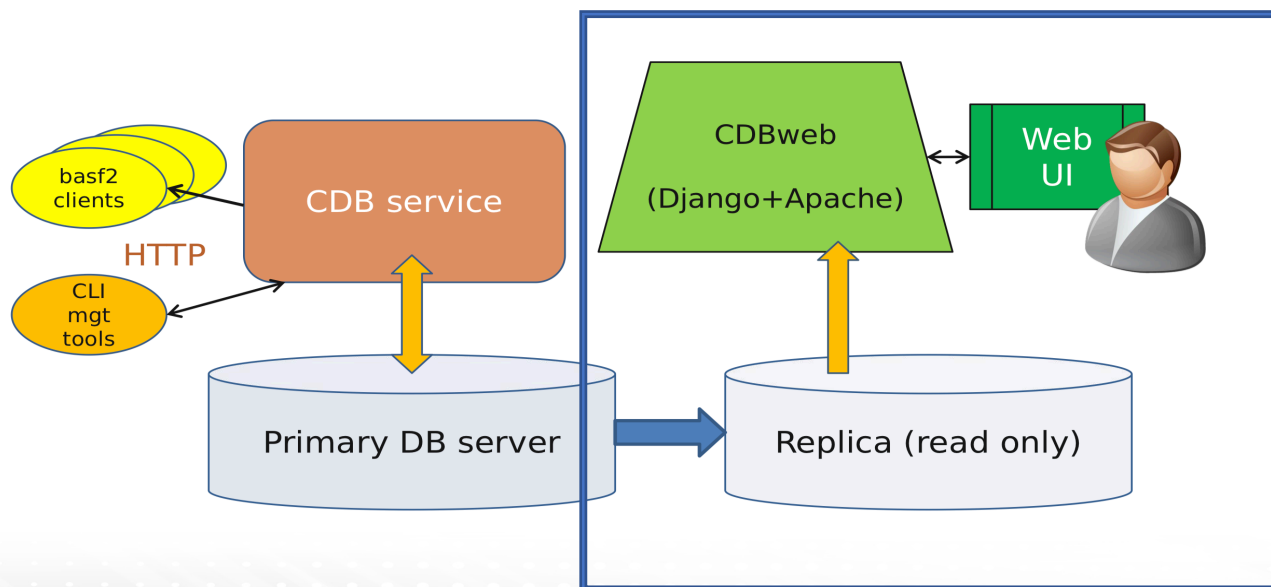 basf2
clients
CDB service
HTTP
CLI
mgt
tools
Primary DB server
CDBweb
(Django+Apache)
Web
UI
Replica (read only)